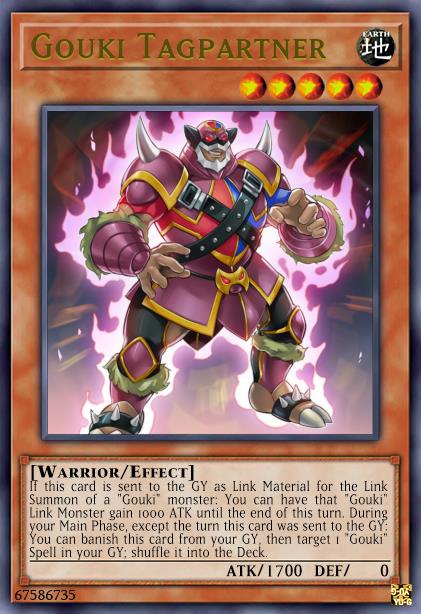 GOUKI TAGPARTNER
EARTH
地
[WARRIOR/EFFECT]
If this card is sent to the GY as Link Material for the Link
Summon of a "Gouki" monster: You can have that "Gouki"
Link Monster gain 1000 ATK until the end of this turn. During
your Main Phase, except the turn this card was sent to the GY:
You can banish this card from your GY, then target 1 "Gouki"
Spell in your GY; shuffle it into the Deck.
ATK/1700 DEF/ 0
67586735